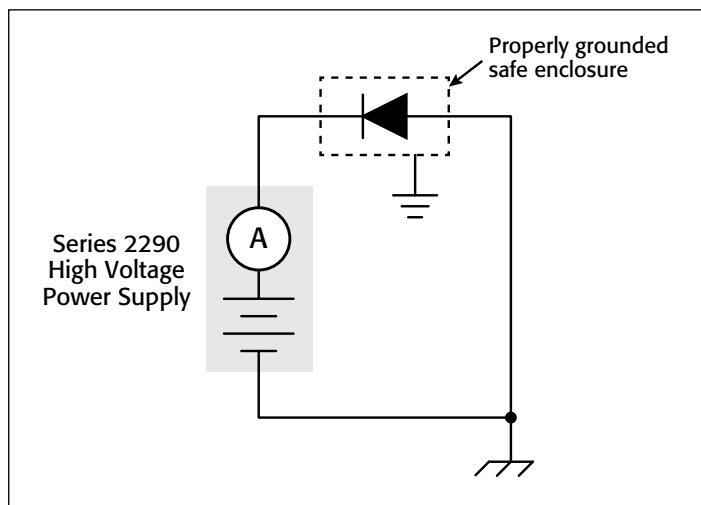 Properly grounded
safe enclosure
A
Series 2290
High Voltage
Power Supply